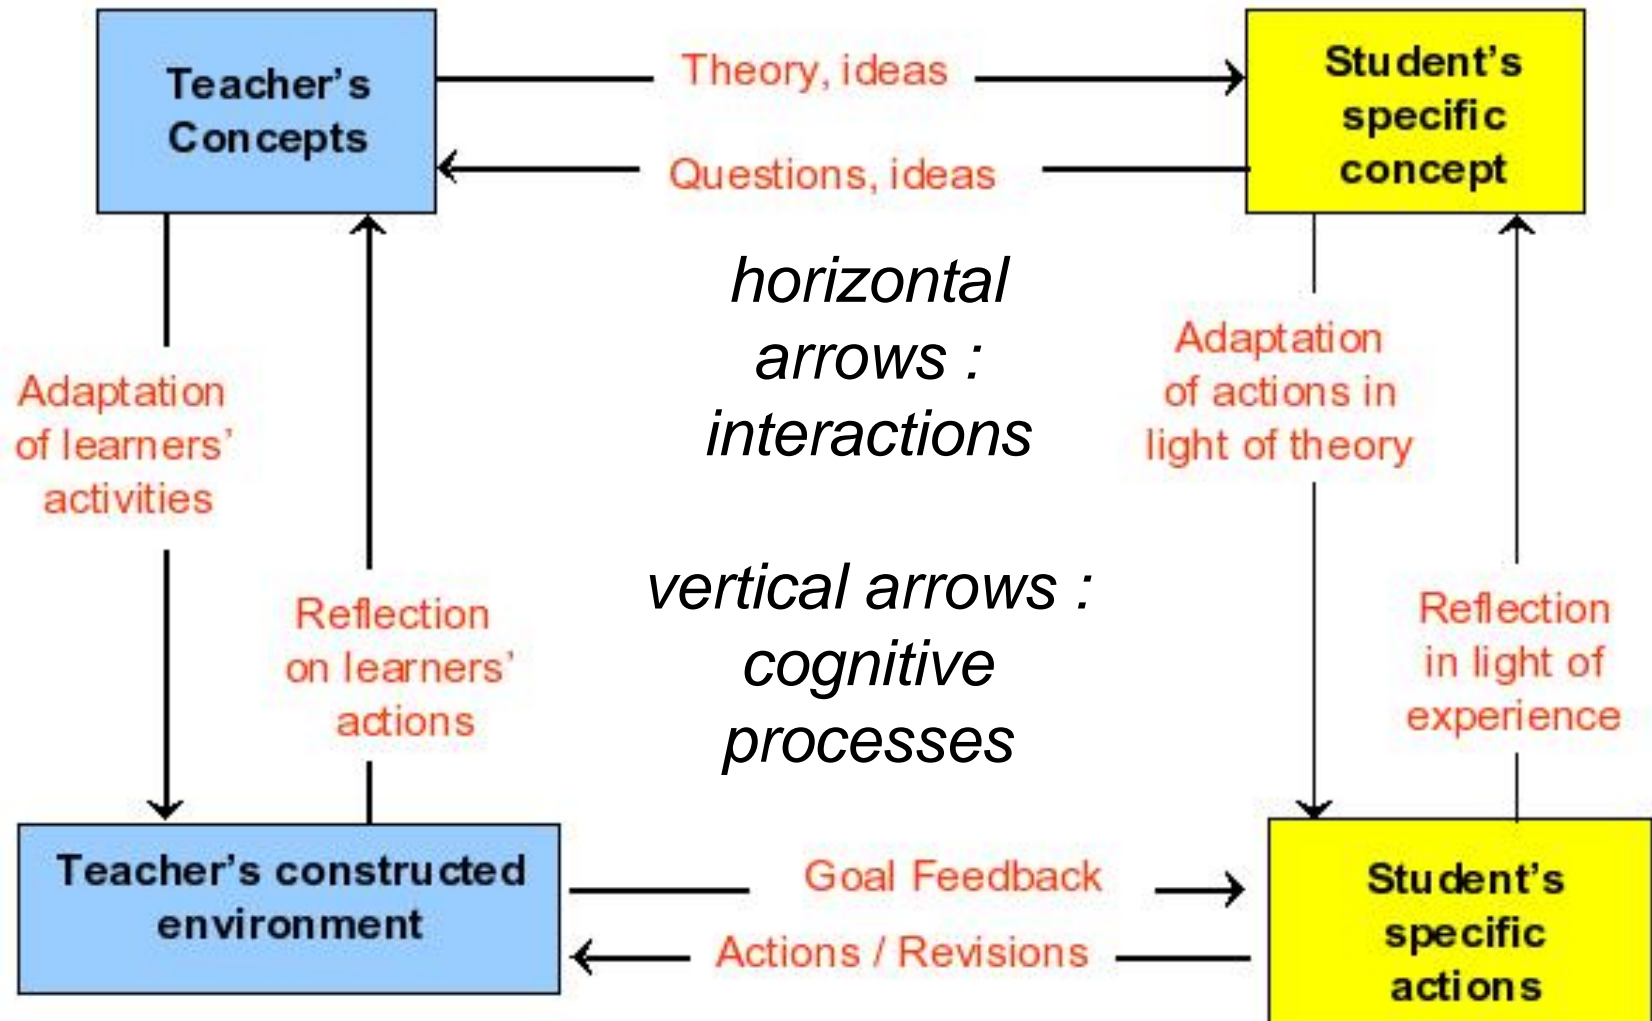 Teacher's
Concepts
Theory, ideas
Questions, ideas
Student's
specific
concept
horizontal
arrows :
interactions
Adaptation
of learners'
activities
Reflection
on learners'
actions
vertical arrows :
cognitive
processes
Adaptation
of actions in
light of theory
Reflection
in light of
experience
Teacher's constructed
environment
Goal Feedback
Actions / Revisions
Student's
specific
actions